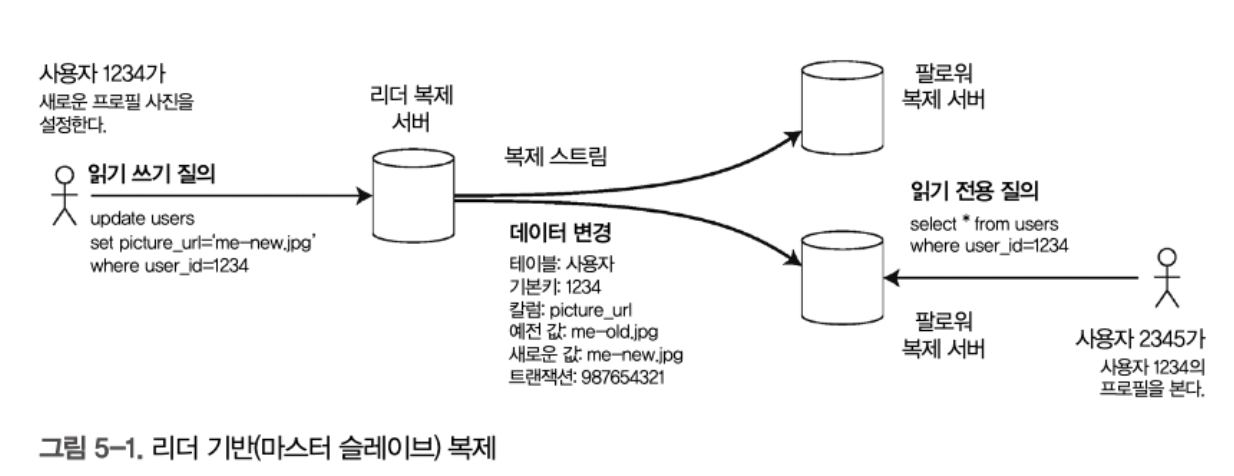 사용자 1234가
새로운 프로필 사진을
설정한다.
읽기 쓰기 질의
update users
set picture_url='me-new.jpg'
where user_id=1234
리더 복제
서버
복제 스트림
데이터 변경
테이블: 사용자
기본키: 1234
칼럼: picture_url
예전 값: me-old.jpg
새로운 값: me-new.jpg
트랜잭션: 987654321
팔로워
복제 서버
읽기 전용 질의
select * from users
where user_id=1234
팔로워
복제 서버
사용자 2345가
사용자 1234의
프로필을 본다.
그림 5-1. 리더 기반(마스터 슬레이브) 복제